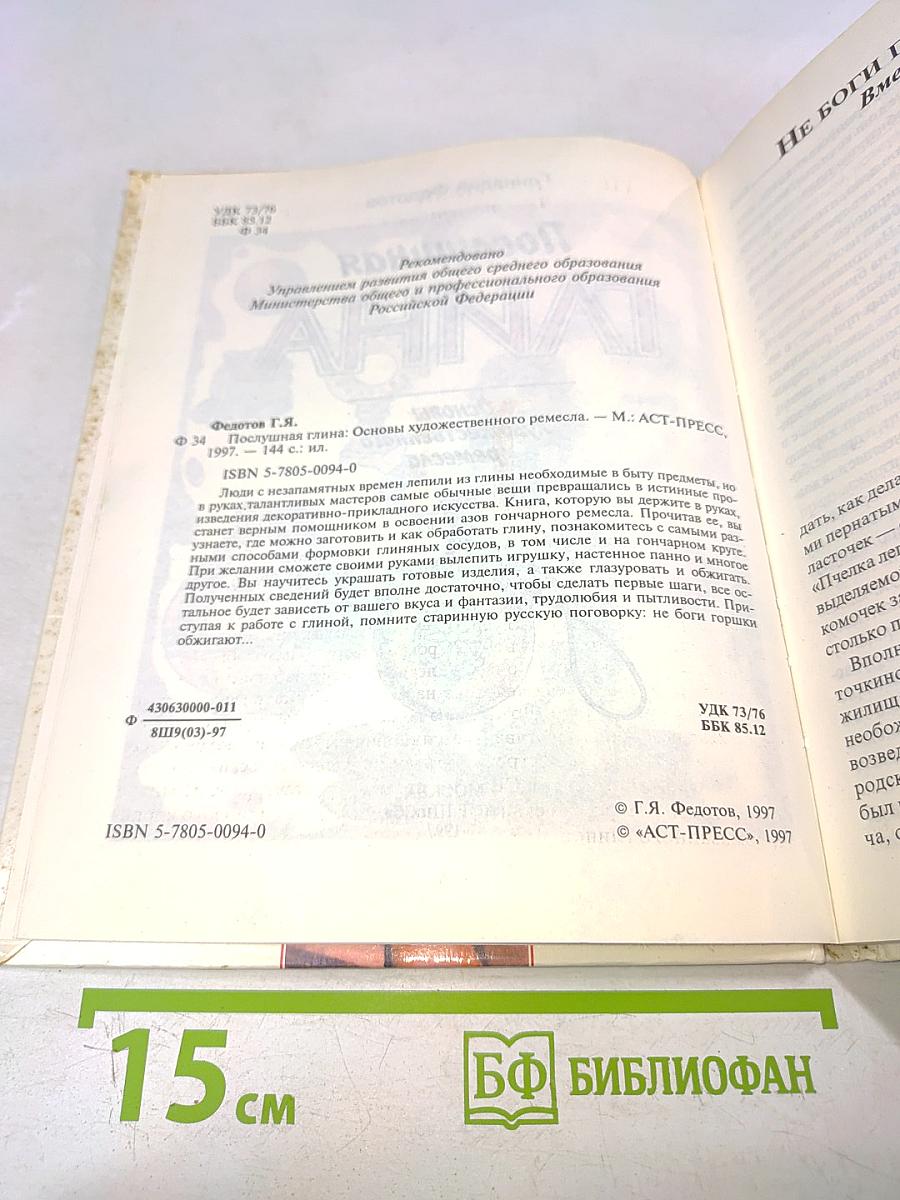 УДК 73/76
ББК 85.12
Ф 34
Рекомендовано
Управлением развития общего среднего образования
Министерства общего и профессионального образования
Российской Федерации
Федотов Г.Я.
Ф 34 Послушная глина: Основы художественного ремесла. — М.: АСТ-ПРЕСС,
1997. — 144 с.: ил.
ISBN 5-7805-0094-0
Люди с незапамятных времен лепили из глины необходимые в быту предметы, но
в руках талантливых мастеров самые обычные вещи превращались в истинные про-
изведения декоративно-прикладного искусства. Книга, которую вы держите в руках,
станет верным помощником в освоении азов гончарного ремесла. Прочитав ее, вы
узнаете, где можно заготовить и как обработать глину, познакомитесь с самыми раз-
ными способами формовки глиняных сосудов, в том числе и на гончарном круге.
При желании сможете своими руками вылепить игрушку, настенное панно и многое
другое. Вы научитесь украшать готовые изделия, а также глазуровать и обжигать.
Полученных сведений будет вполне достаточно, чтобы сделать первые шаги, все ос-
тальное будет зависеть от вашего вкуса и фантазии, трудолюбия и пытливости. При-
ступая к работе с глиной, помните старинную русскую поговорку: не боги горшки
обжигают...
Ф 430630000-011
8Ш9(03)-97
УДК 73/76
ББК 85.12
ISBN 5-7805-0094-0
© Г.Я. Федотов, 1997
© «АСТ-ПРЕСС», 1997
НЕ БОГИ
Вме
дать, как дела
ми пернатым
ласточек —
«Пчелка леп
выделяемо
комочек за
столько п
Вполн
точкино
жилищ
необож
возвед
родск
был
ча, с
15 см
БФ БИБЛИОФАН